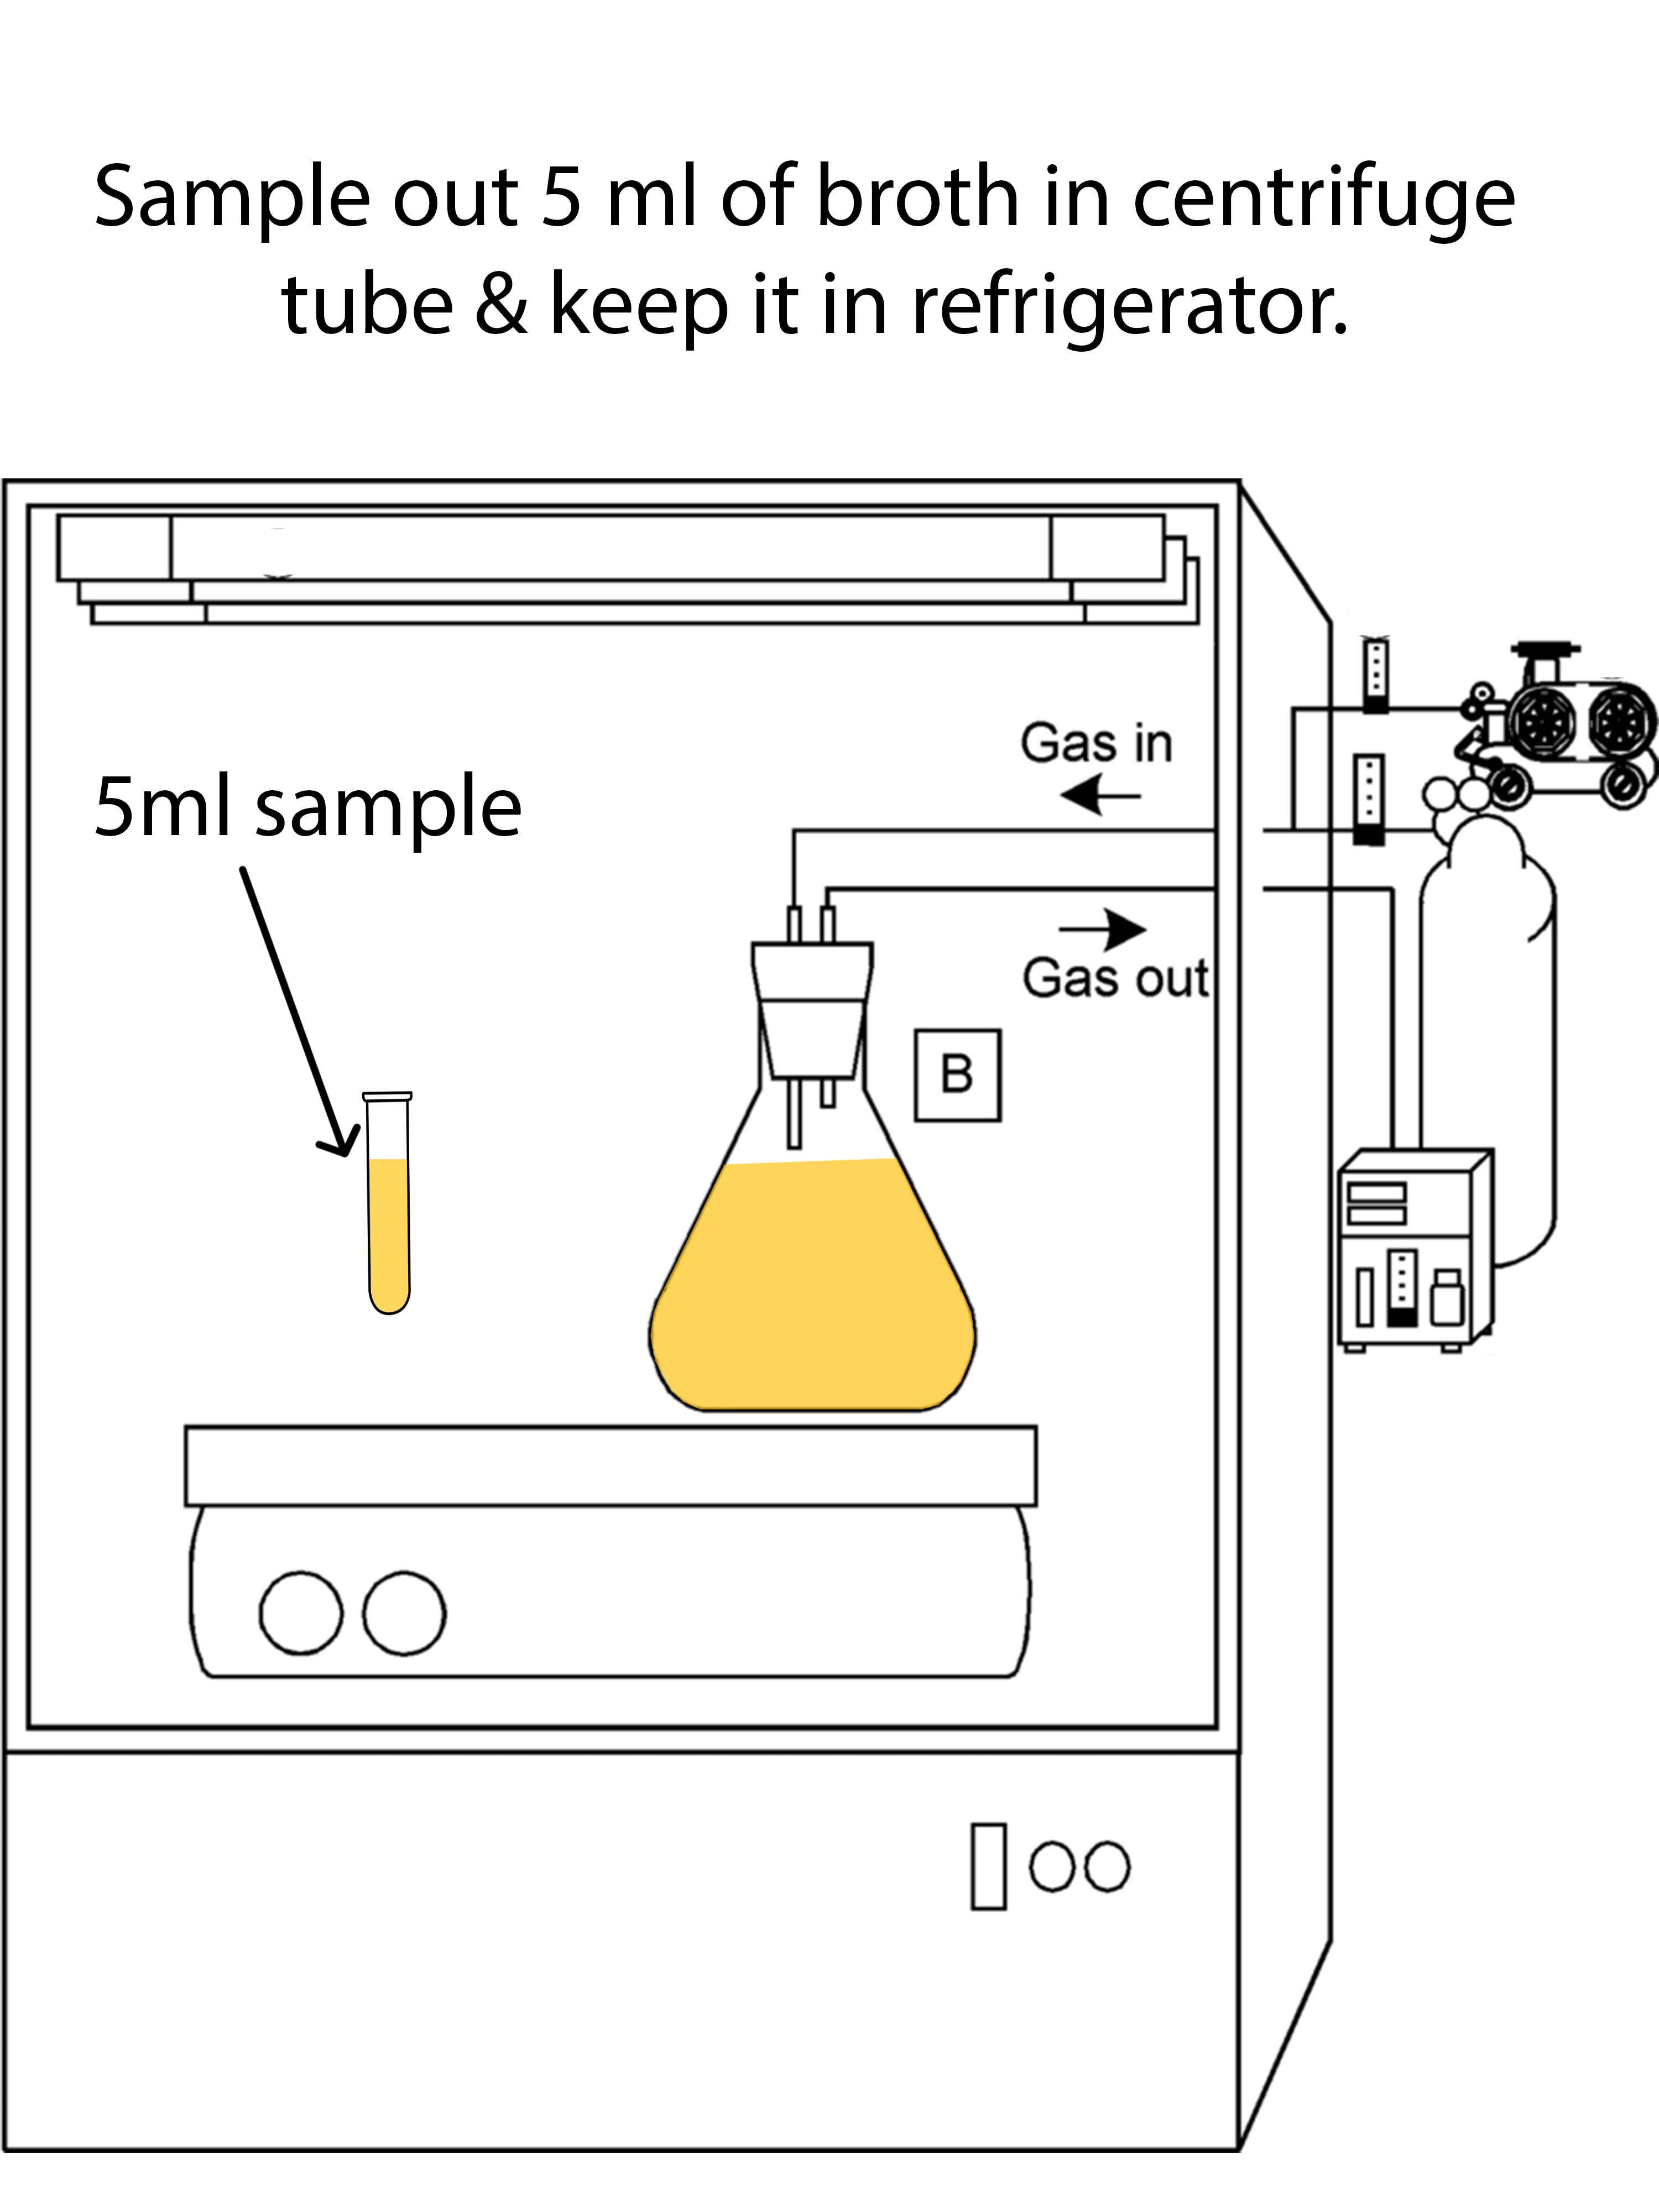 Sample out 5 ml of broth in centrifuge
tube & keep it in refrigerator.
Gas in
5ml sample
Gas out
B